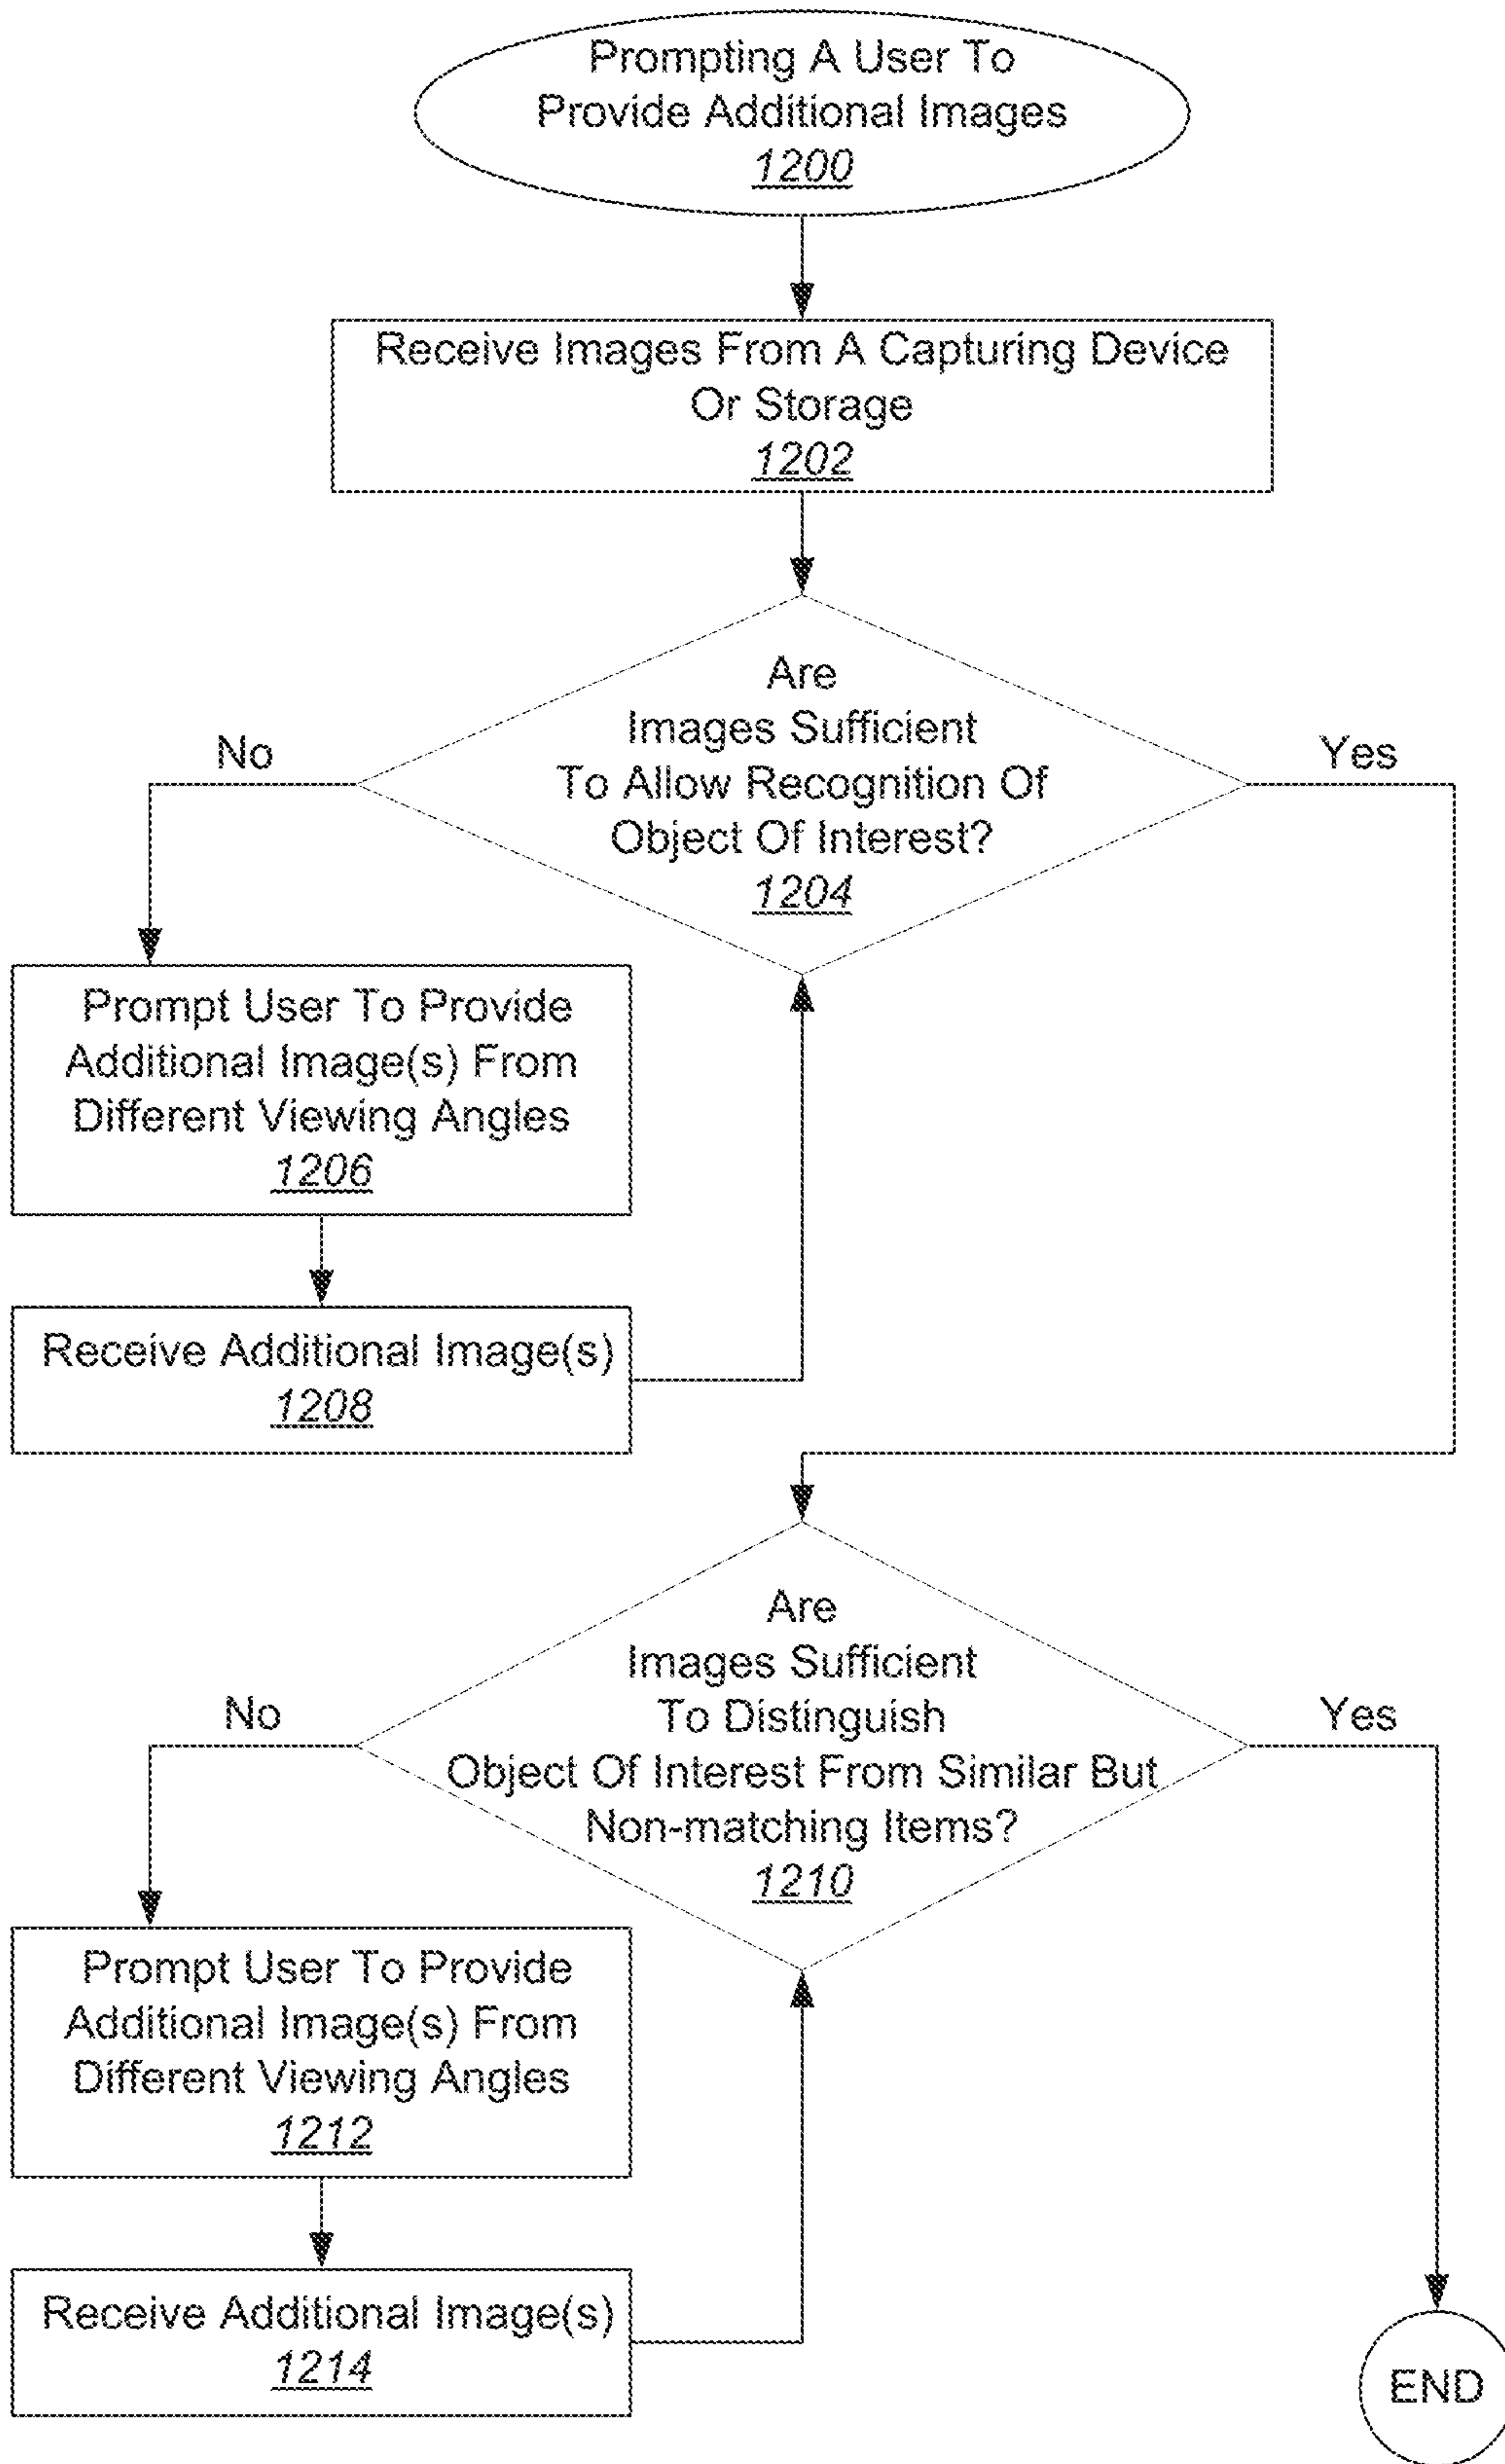 Prompting A User To
Provide Additional Images
1200
Receive Images From A Capturing Device
Or Storage
1202
Are
Images Sufficient
To Allow Recognition Of
Object Of Interest?
1204
No
Yes
Prompt User To Provide
Additional Image(s) From
Different Viewing Angles
1206
Receive Additional Image(s)
1208
Are
Images Sufficient
To Distinguish
Object Of Interest From Similar But
Non-matching Items?
1210
No
Yes
Prompt User To Provide
Additional Image(s) From
Different Viewing Angles
1212
Receive Additional Image(s)
1214
END